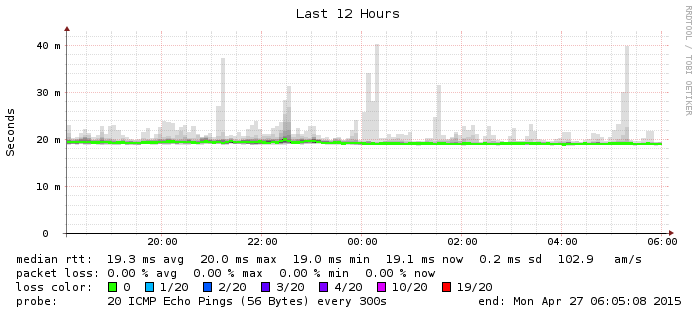 Last 12 Hours
RRDTOOL / TOBI OETIKER
Seconds
40 m
30 m
20 m
10 m
0
20:00 22:00 00:00 02:00 04:00 06:00
median rtt: 19.3 ms avg 20.0 ms max 19.0 ms min 19.1 ms now 0.2 ms sd 102.9 am/s
packet loss: 0.00 % avg 0.00 % max 0.00 % min 0.00 % now
loss color: 0 1/20 2/20 3/20 4/20 10/20 19/20
probe: 20 ICMP Echo Pings (56 Bytes) every 300s end: Mon Apr 27 06:05:08 2015